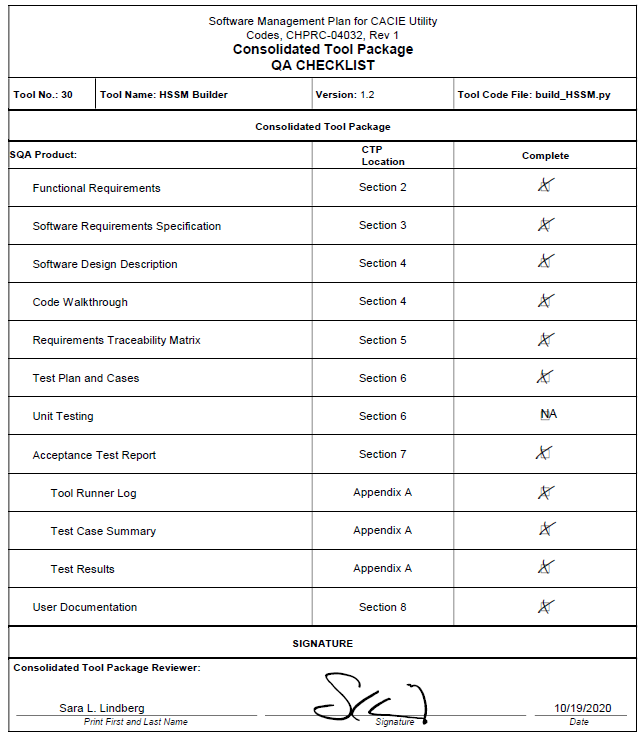 Software Management Plan for CACIE Utility
Codes, CHPRC-04032, Rev 1
Consolidated Tool Package
QA CHECKLIST
Tool No.: 30 Tool Name: HSSM Builder Version: 1.2 Tool Code File: build_HSSM.py
Consolidated Tool Package
SQA Product: CTP Location Complete
Functional Requirements Section 2 X
Software Requirements Specification Section 3 X
Software Design Description Section 4 X
Code Walkthrough Section 4 X
Requirements Traceability Matrix Section 5 X
Test Plan and Cases Section 6 X
Unit Testing Section 6 NA
Acceptance Test Report Section 7 X
Tool Runner Log Appendix A X
Test Case Summary Appendix A X
Test Results Appendix A X
User Documentation Section 8 X
SIGNATURE
Consolidated Tool Package Reviewer:
Sara L. Lindberg 10/19/2020
Print First and Last Name Signature Date